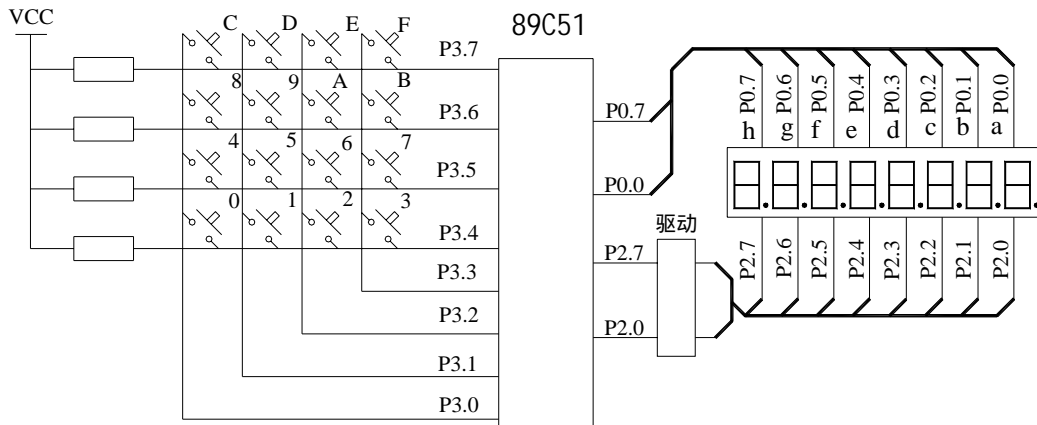 VCC
C D E F
P3.7
8 9 A B
P3.6
4 5 6 7
P3.5
0 1 2 3
P3.4
P3.3
P3.2
P3.1
P3.0
89C51
P0.7
P0.0
P2.7
P2.0
驱动
P0.7 P0.6 P0.5 P0.4 P0.3 P0.2 P0.1 P0.0
h g f e d c b a
P2.7 P2.6 P2.5 P2.4 P2.3 P2.2 P2.1 P2.0